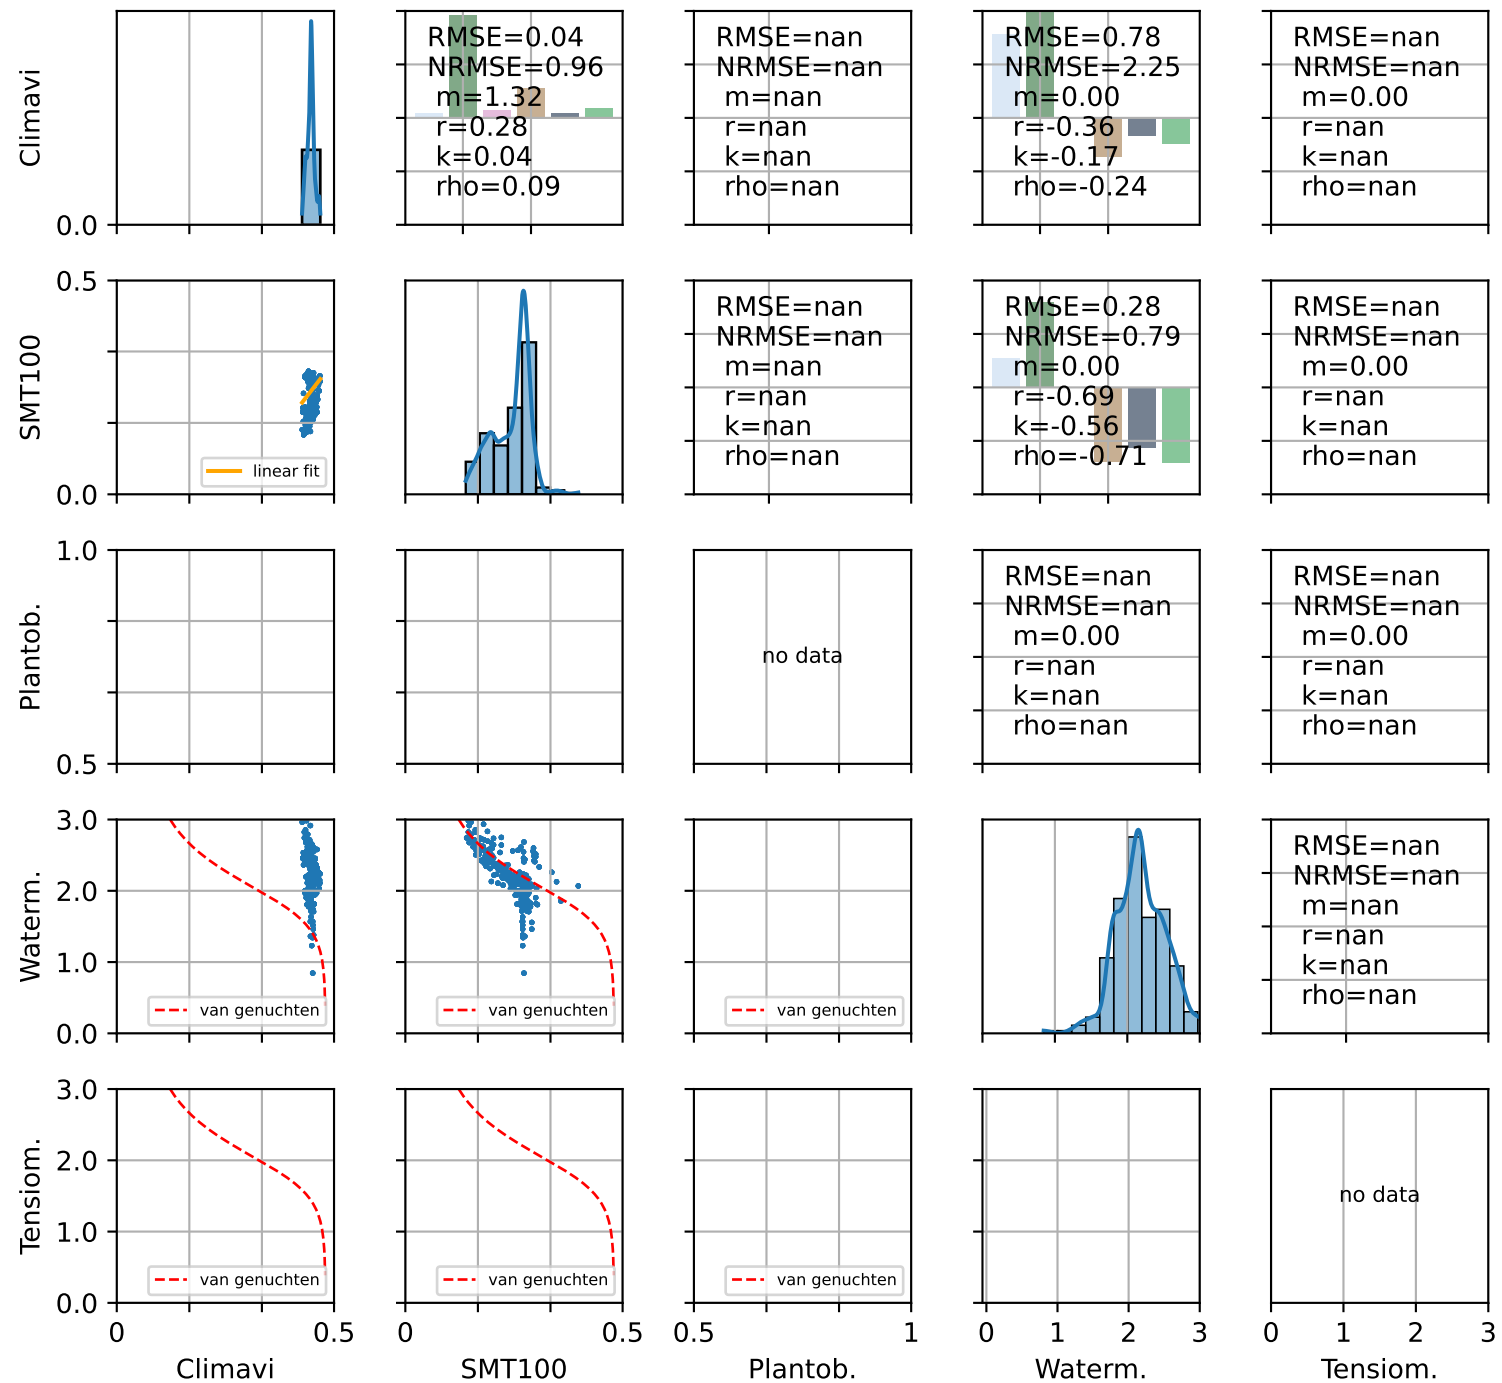 Climavi
0.0
RMSE=0.04
NRMSE=0.96
m=1.32
r=0.28
k=0.04
rho=0.09
RMSE=nan
NRMSE=nan
m=nan
r=nan
k=nan
rho=nan
RMSE=0.78
NRMSE=2.25
m=0.00
r=-0.36
k=-0.17
rho=-0.24
RMSE=nan
NRMSE=nan
m=0.00
r=nan
k=nan
rho=nan
SMT100
0.5
0.0
linear fit
RMSE=nan
NRMSE=nan
m=nan
r=nan
k=nan
rho=nan
RMSE=0.28
NRMSE=0.79
m=0.00
r=-0.69
k=-0.56
rho=-0.71
RMSE=nan
NRMSE=nan
m=0.00
r=nan
k=nan
rho=nan
Plantob.
1.0
0.5
no data
RMSE=nan
NRMSE=nan
m=0.00
r=nan
k=nan
rho=nan
RMSE=nan
NRMSE=nan
m=0.00
r=nan
k=nan
rho=nan
Waterm.
3.0
2.0
1.0
0.0
van genuchten
van genuchten
van genuchten
RMSE=nan
NRMSE=nan
m=nan
r=nan
k=nan
rho=nan
Tensiom.
3.0
2.0
1.0
0.0
van genuchten
van genuchten
van genuchten
no data
0 0.5
0 0.5
0.5 1
0 1 2 3
0 1 2 3
Climavi
SMT100
Plantob.
Waterm.
Tensiom.